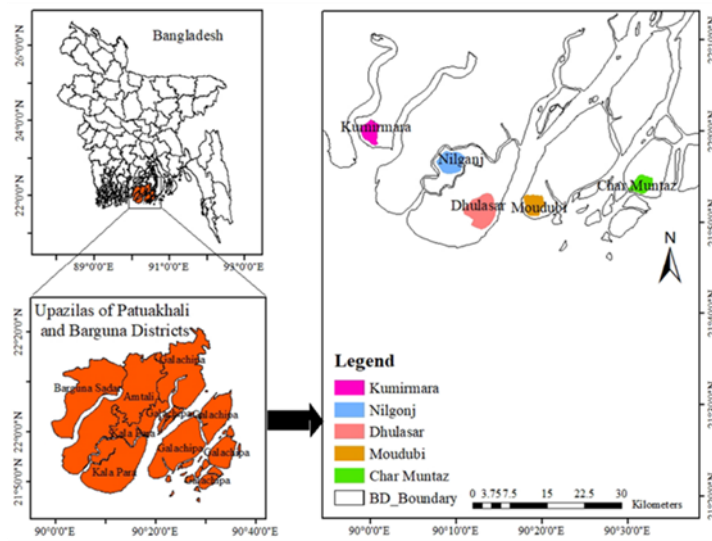 Bangladesh
26°0'0"N
24°0'0"N
22°0'0"N
89°0'0"E
91°0'0"E
93°0'0"E
Upazilas of Patuakhali
and Barguna Districts
22°20'0"N
22°0'0"N
21°50'0"N
Galachipa
Barguna Sadar
Amtali
Galachipa
Galachipa
Kala Para
Galachipa
Galachipa
Kala Para
Galachipa
90°0'0"E
90°20'0"E
90°40'0"E
Kumirmara
Nilganj
Char Muntaz
Dhulasar
Moudubi
N
Legend
Kumirmara
Nilgonj
Dhulasar
Moudubi
Char Muntaz
BD_Boundary
0 3.75 7.5 15 22.5 30
Kilometers
90°0'0"E
90°10'0"E
90°20'0"E
90°30'0"E